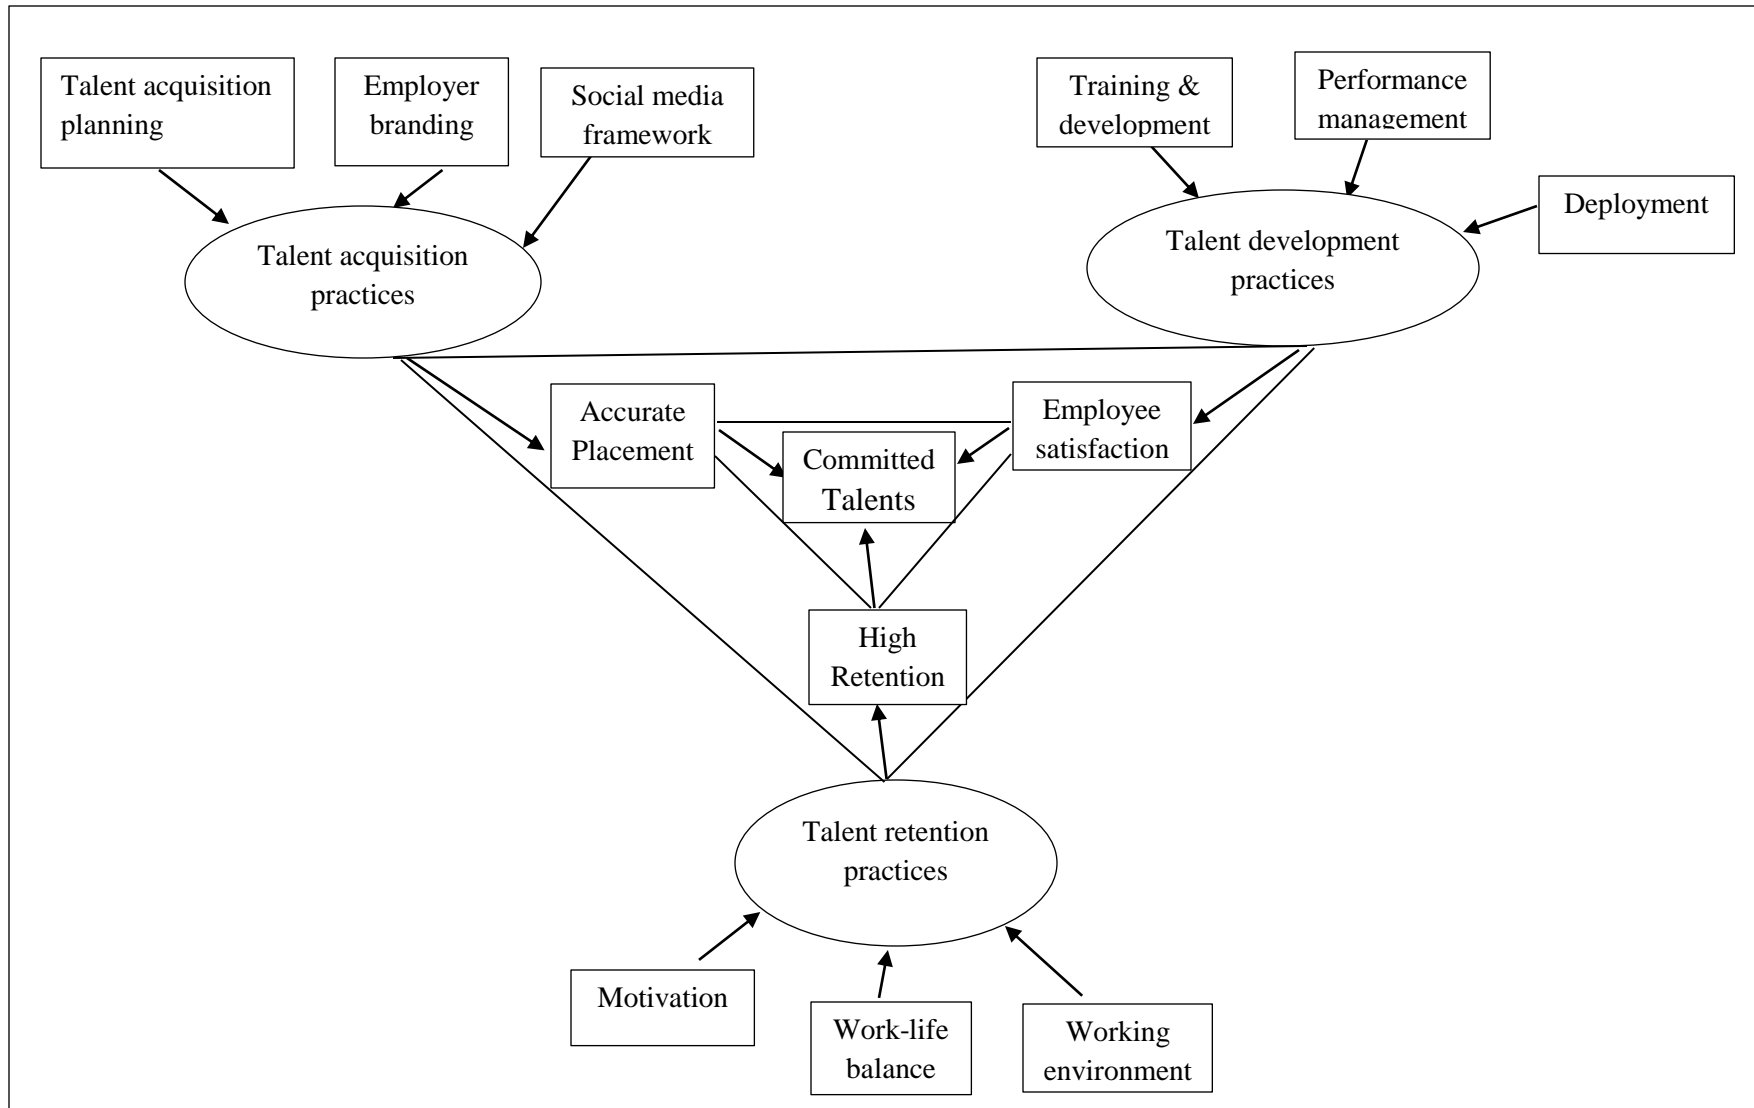 Talent acquisition
planning
Employer
branding
Social media
framework
Training &
development
Performance
management
Deployment
Talent acquisition
practices
Talent development
practices
Accurate
Placement
Employee
satisfaction
Committed
Talents
High
Retention
Talent retention
practices
Motivation
Work-life
balance
Working
environment